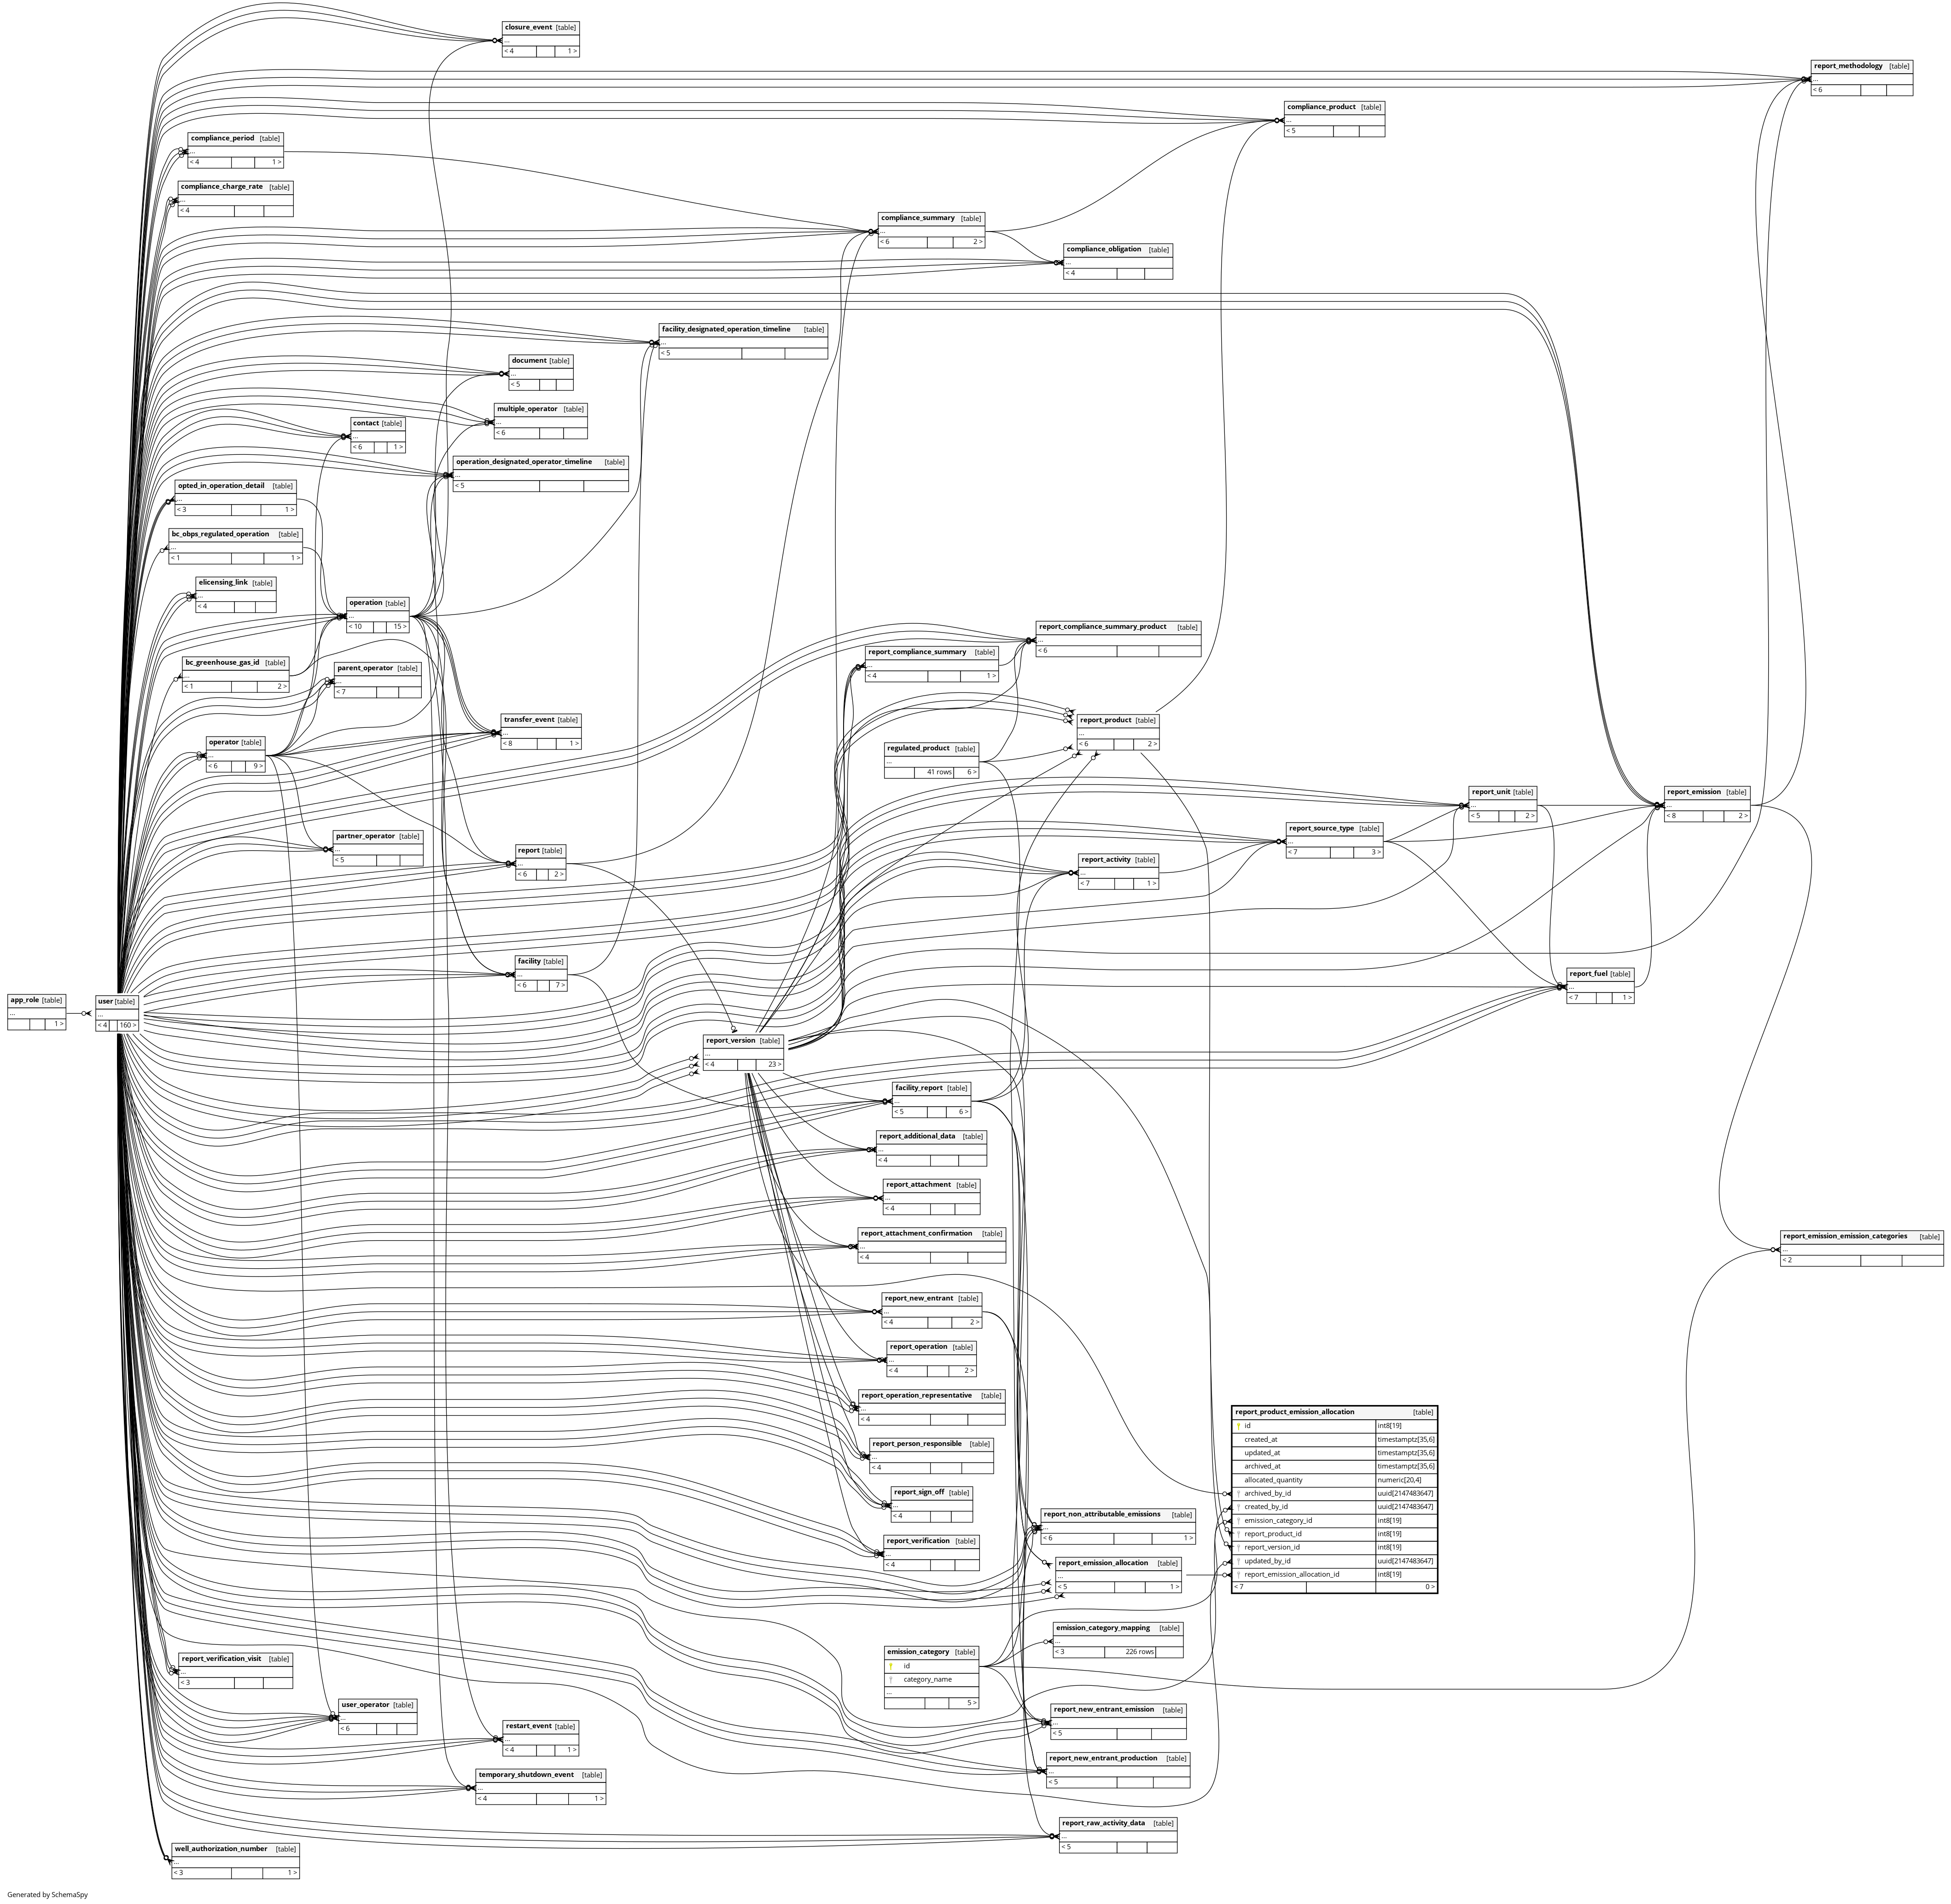 closure_event [table]
...
< 4 1 >
report_methodology [table]
...
< 6
compliance_product [table]
...
< 5
compliance_period [table]
...
< 4 1 >
compliance_charge_rate [table]
...
< 4
compliance_summary [table]
...
< 6 2 >
compliance_obligation [table]
...
< 4
facility_designated_operation_timeline [table]
...
< 5
document [table]
...
< 5
multiple_operator [table]
...
< 6
contact [table]
...
< 6 1 >
operation_designated_operator_timeline [table]
...
< 5
opted_in_operation_detail [table]
...
< 3 1 >
bc_obps_regulated_operation [table]
...
< 1 1 >
elicensing_link [table]
...
< 4
operation [table]
...
< 10 15 >
report_compliance_summary_product [table]
...
< 6
report_compliance_summary [table]
...
< 4 1 >
bc_greenhouse_gas_id [table]
...
< 1 2 >
parent_operator [table]
...
< 7
transfer_event [table]
...
< 8 1 >
report_product [table]
...
< 6 2 >
operator [table]
...
< 6 9 >
regulated_product [table]
...
41 rows 6 >
report_unit [table]
...
< 5 2 >
report_emission [table]
...
< 8 2 >
report_source_type [table]
...
< 7 3 >
partner_operator [table]
...
< 5
report [table]
...
< 6 2 >
report_activity [table]
...
< 7 1 >
facility [table]
...
< 6 7 >
report_fuel [table]
...
< 7 1 >
app_role [table]
...
1 >
user [table]
...
< 4 160 >
report_version [table]
...
< 4 23 >
facility_report [table]
...
< 5 6 >
report_additional_data [table]
...
< 4
report_attachment [table]
...
< 4
report_attachment_confirmation [table]
...
< 4
report_emission_emission_categories [table]
...
< 2
report_new_entrant [table]
...
< 4 2 >
report_operation [table]
...
< 4 2 >
report_operation_representative [table]
...
< 4
report_person_responsible [table]
...
< 4
report_sign_off [table]
...
< 4
report_verification [table]
...
< 4
report_product_emission_allocation [table]
id int8[19]
created_at timestamptz[35,6]
updated_at timestamptz[35,6]
archived_at timestamptz[35,6]
allocated_quantity numeric[20,4]
archived_by_id uuid[2147483647]
created_by_id uuid[2147483647]
emission_category_id int8[19]
report_product_id int8[19]
report_version_id int8[19]
updated_by_id uuid[2147483647]
report_emission_allocation_id int8[19]
< 7 0 >
report_non_attributable_emissions [table]
...
< 6 1 >
report_emission_allocation [table]
...
< 5 1 >
emission_category_mapping [table]
...
< 3 226 rows
emission_category [table]
id
category_name
...
5 >
report_verification_visit [table]
...
< 3
user_operator [table]
...
< 6
restart_event [table]
...
< 4 1 >
report_new_entrant_emission [table]
...
< 5
report_new_entrant_production [table]
...
< 5
temporary_shutdown_event [table]
...
< 4 1 >
report_raw_activity_data [table]
...
< 5
well_authorization_number [table]
...
< 3 1 >
Generated by SchemaSpy